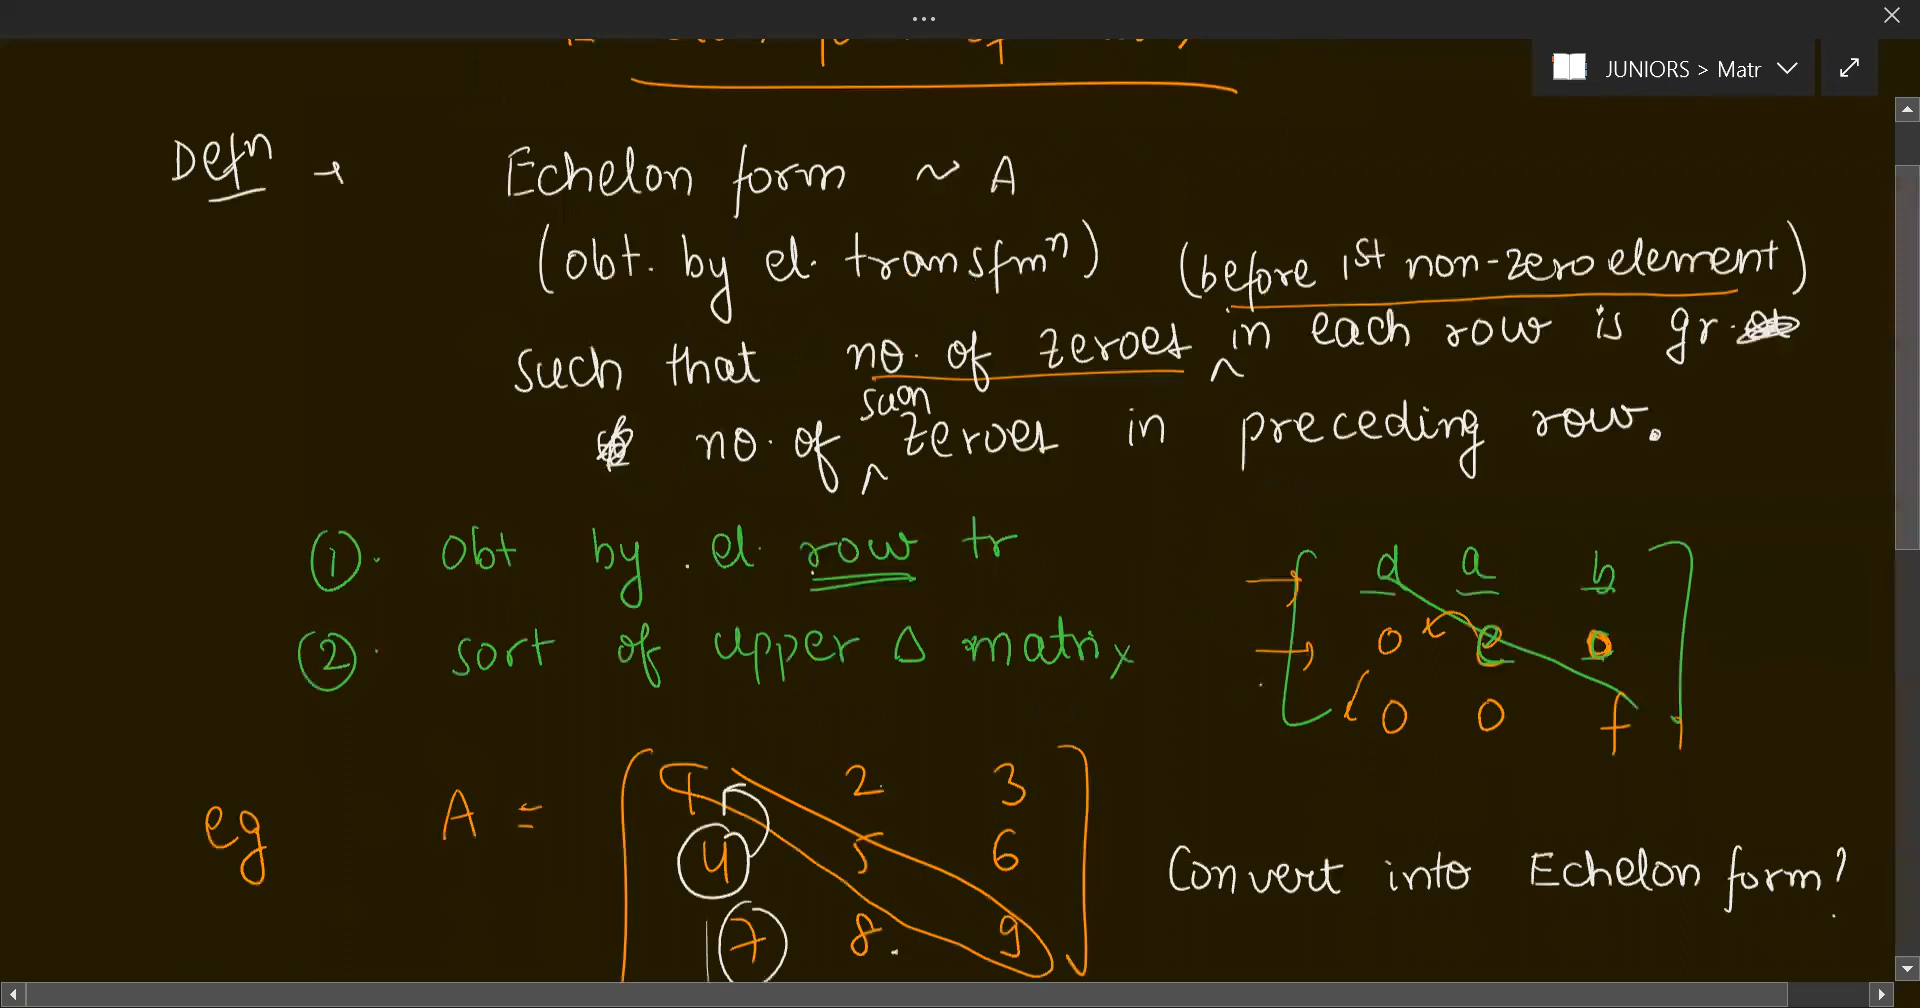 JUNIORS > Matr
Defn → Echelon form ~ A
(obt. by el. transfmⁿ) (before 1st non-zero element)
such that no. of zeroes ^ in each row is gr.
no. of ^ such zeroes in preceding row.
① . Obt by . el. row tr
② . sort of upper Δ matrix
d a b
0 e 0
0 0 f
eg A =
1 2 3
4 5 6
7 8 9
Convert into Echelon form?